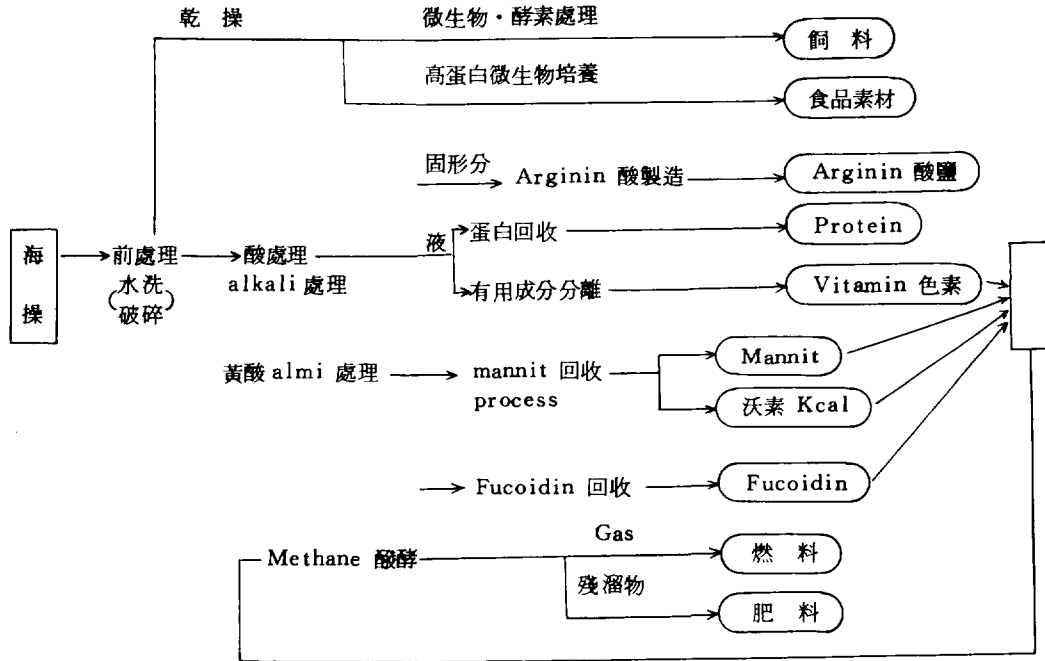 乾 操
微生物・酵素處理
飼 料
高蛋白微生物培養
食品素材
固形分
Arginin 酸製造
Arginin 酸鹽
海
操
前處理
(水洗
破碎)
酸處理
alkali 處理
液
蛋白回收
Protein
有用成分分離
Vitamin 色素
黃酸 almi 處理
mannit 回收
process
Mannit
沃素 Kcal
Fucoidin 回收
Fucoidin
Methane 酸酵
Gas
燃 料
殘溜物
肥 料